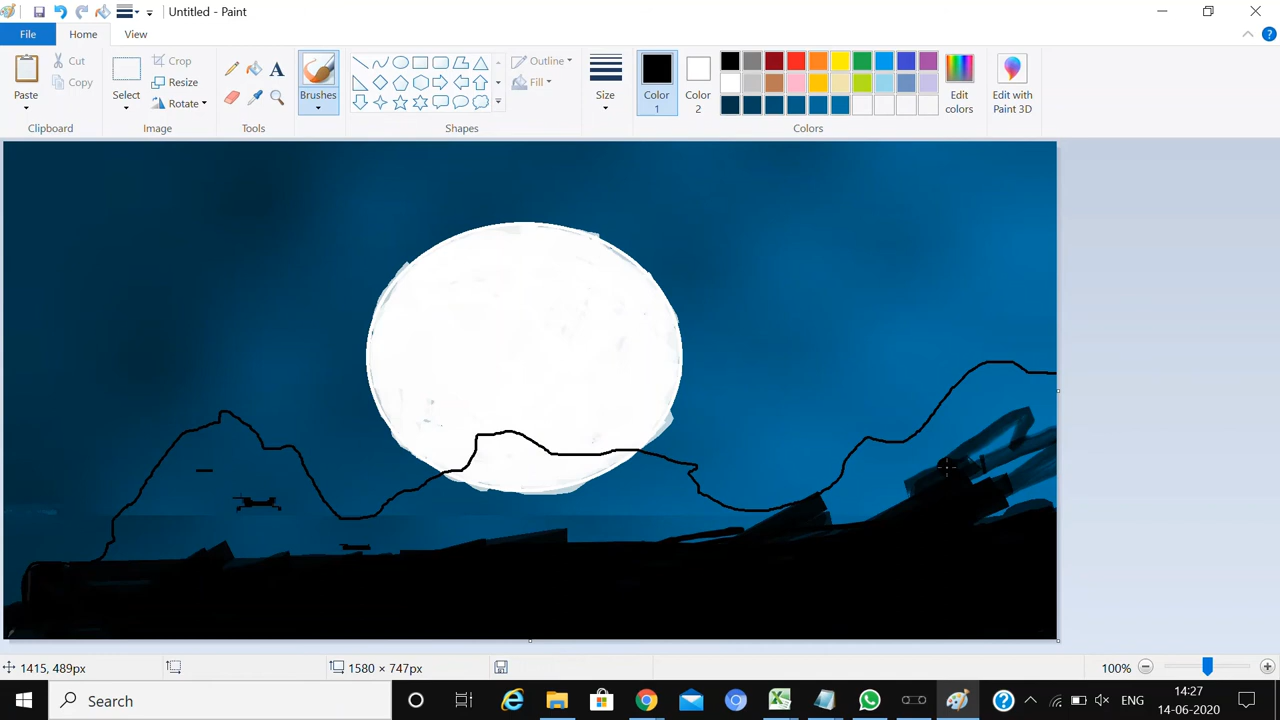 Untitled - Paint
File
Home
View
Paste
Cut
Copy
Clipboard
Select
Crop
Resize
Rotate
Image
A
Tools
Brushes
Outline
Fill
Shapes
Size
Color
1
Color
2
Edit
colors
Colors
Edit with
Paint 3D
1415, 489px
1580 × 747px
100%
Search
ENG
14:27
14-06-2020